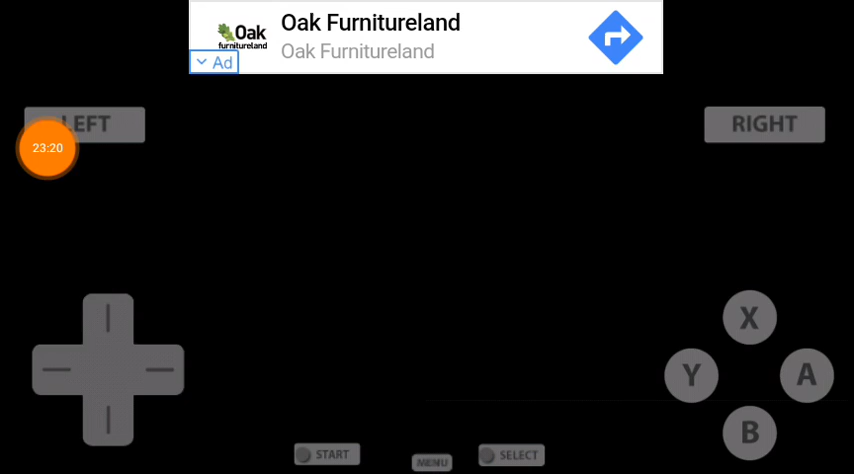 Oak
furnitureland
Oak Furnitureland
Oak Furnitureland
Ad
LEFT
RIGHT
23:20
X
Y
A
B
START
MENU
SELECT